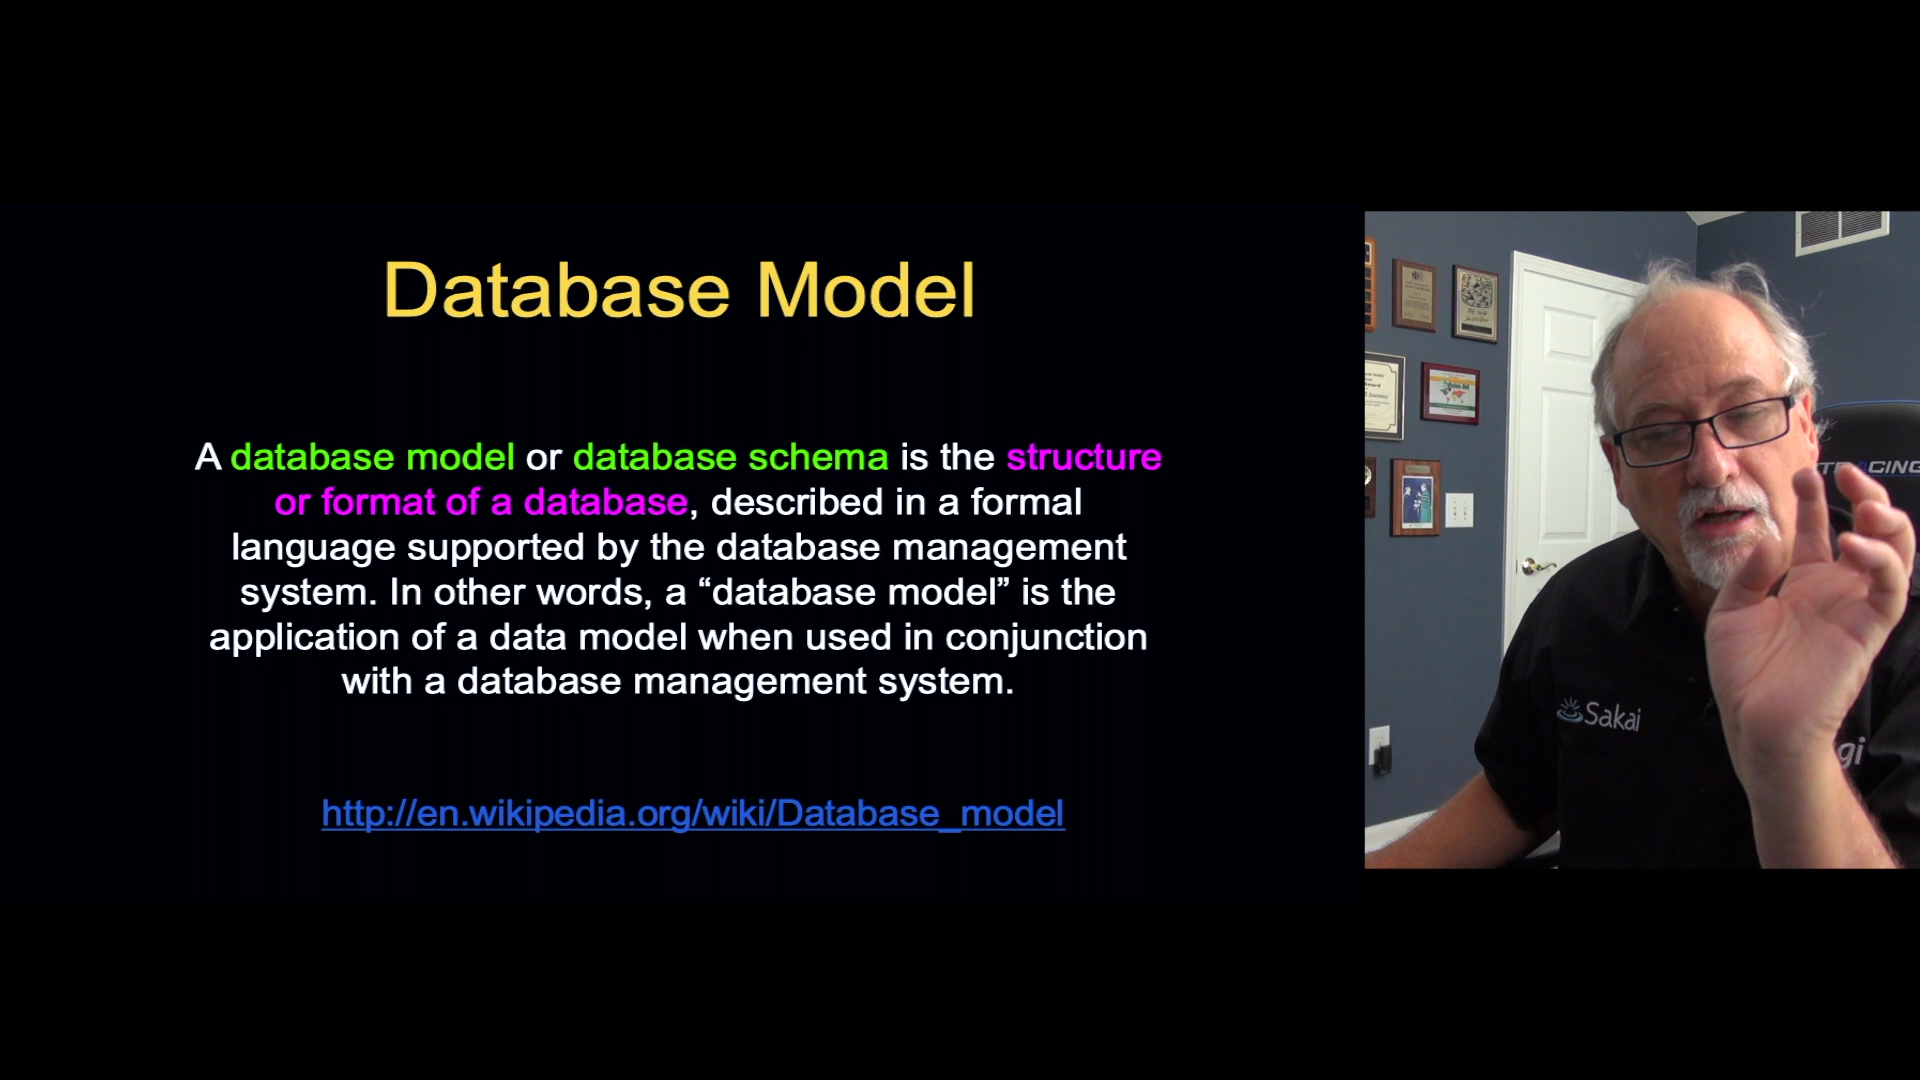 Database Model
A database model or database schema is the structure
or format of a database, described in a formal
language supported by the database management
system. In other words, a “database model” is the
application of a data model when used in conjunction
with a database management system.
http://en.wikipedia.org/wiki/Database_model
Sakai
gi